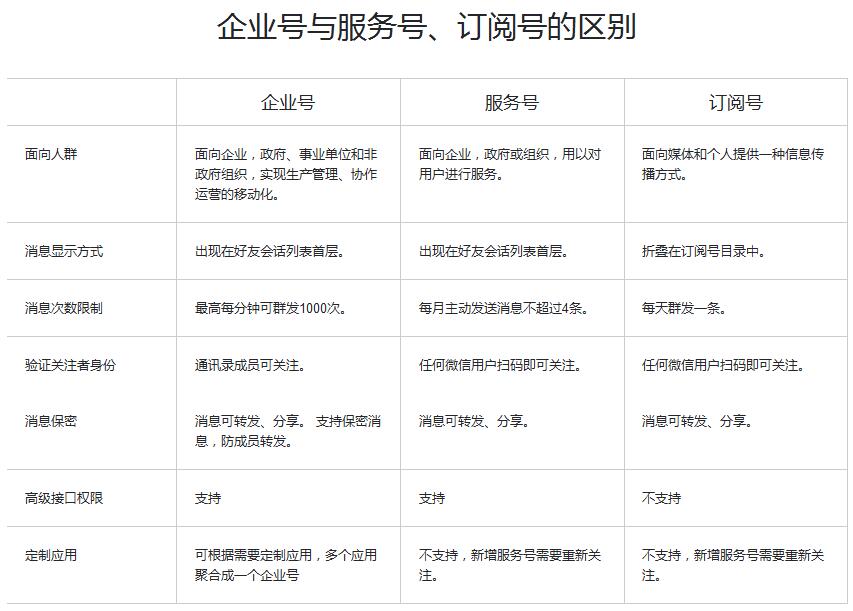 企业号与服务号、订阅号的区别
企业号 服务号 订阅号
面向人群 面向企业，政府、事业单位和非 面向企业，政府或组织，用以对 面向媒体和个人提供一种信息传
政府组织，实现生产管理、协作 用户进行服务。 播方式。
运营的移动化。
消息显示方式 出现在好友会话列表首层。 出现在好友会话列表首层。 折叠在订阅号目录中。
消息次数限制 最高每分钟可群发1000次。 每月主动发送消息不超过4条。 每天群发一条。
验证关注者身份 通讯录成员可关注。 任何微信用户扫码即可关注。 任何微信用户扫码即可关注。
消息保密 消息可转发、分享。 支持保密消 消息可转发、分享。 消息可转发、分享。
息，防成员转发。
高级接口权限 支持 支持 不支持
定制应用 可根据需要定制应用，多个应用 不支持，新增服务号需要重新关 不支持，新增服务号需要重新关
聚合成一个企业号 注。 注。